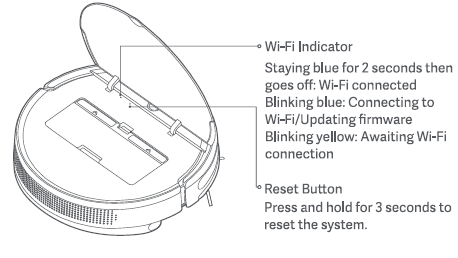 Wi-Fi Indicator
Staying blue for 2 seconds then
goes off: Wi-Fi connected
Blinking blue: Connecting to
Wi-Fi/Updating firmware
Blinking yellow: Awaiting Wi-Fi
connection
Reset Button
Press and hold for 3 seconds to
reset the system.